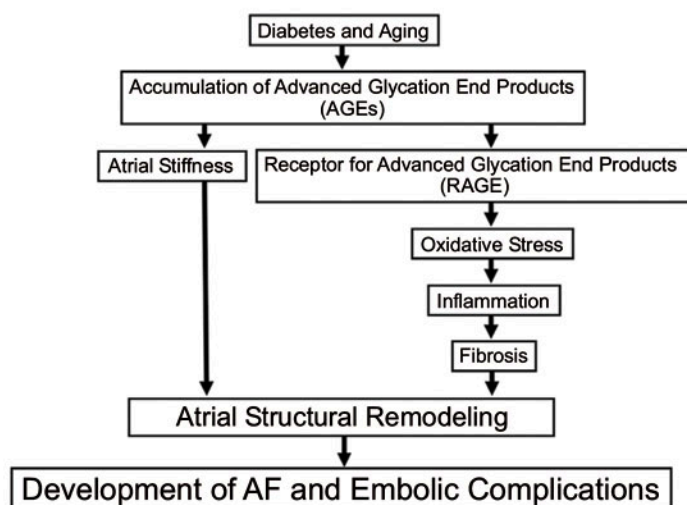 Diabetes and Aging
Accumulation of Advanced Glycation End Products
(AGEs)
Atrial Stiffness
Receptor for Advanced Glycation End Products
(RAGE)
Oxidative Stress
Inflammation
Fibrosis
Atrial Structural Remodeling
Development of AF and Embolic Complications